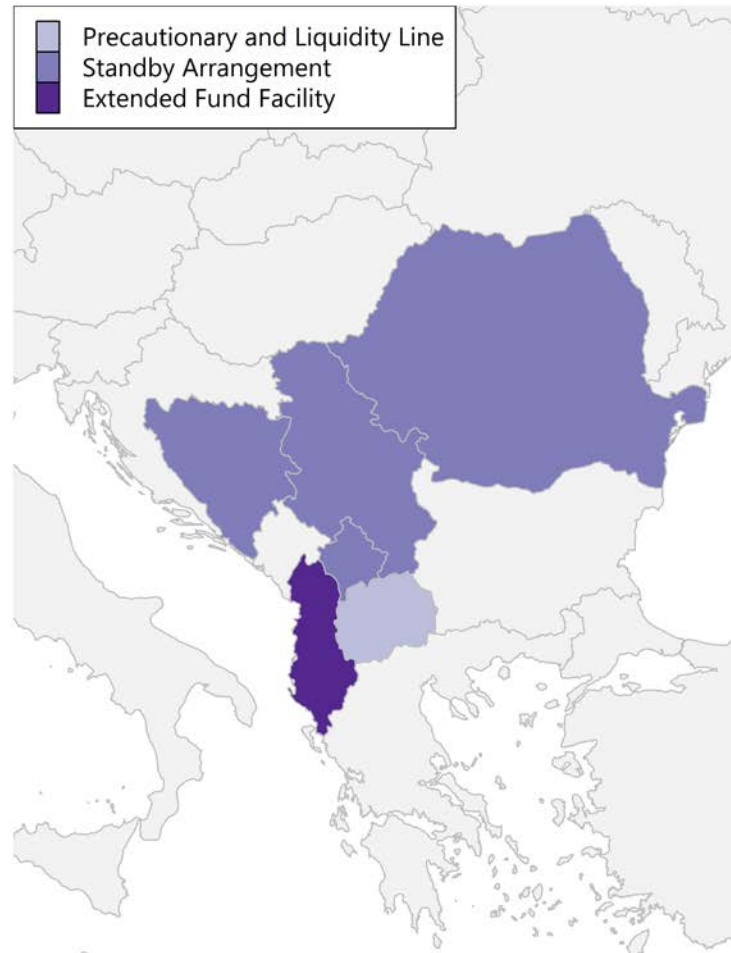 Precautionary and Liquidity Line
Standby Arrangement
Extended Fund Facility